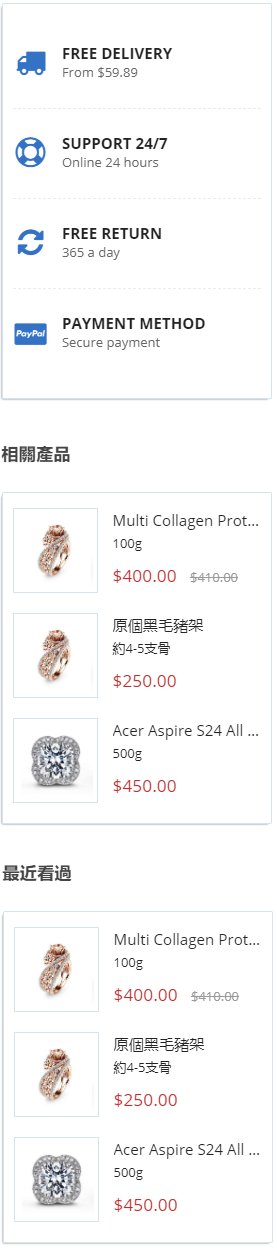 FREE DELIVERY
From $59.89
SUPPORT 24/7
Online 24 hours
FREE RETURN
365 a day
PayPal
PAYMENT METHOD
Secure payment
相關產品
Multi Collagen Prot...
100g
$400.00 $410.00
原個黑毛豬架
約4-5支骨
$250.00
Acer Aspire S24 All ...
500g
$450.00
最近看過
Multi Collagen Prot...
100g
$400.00 $410.00
原個黑毛豬架
約4-5支骨
$250.00
Acer Aspire S24 All ...
500g
$450.00